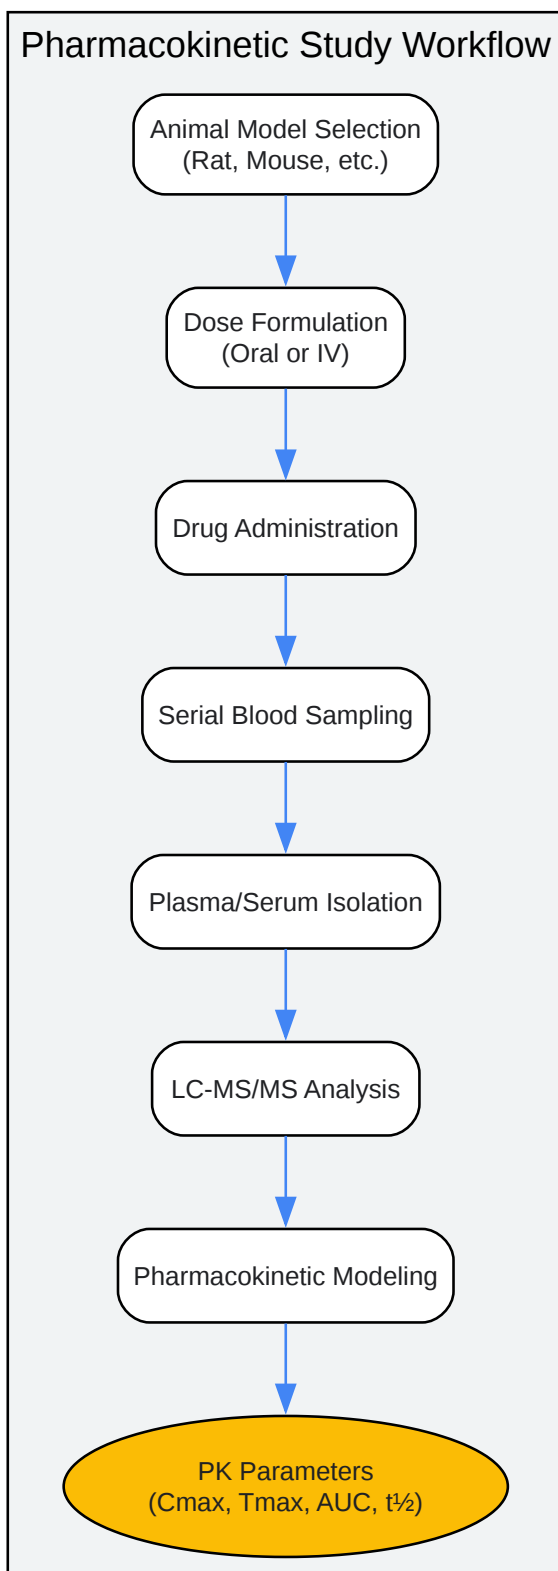 Pharmacokinetic Study Workflow
Animal Model Selection
(Rat, Mouse, etc.)
Dose Formulation
(Oral or IV)
Drug Administration
Serial Blood Sampling
Plasma/Serum Isolation
LC-MS/MS Analysis
Pharmacokinetic Modeling
PK Parameters
(Cmax, Tmax, AUC, t½)